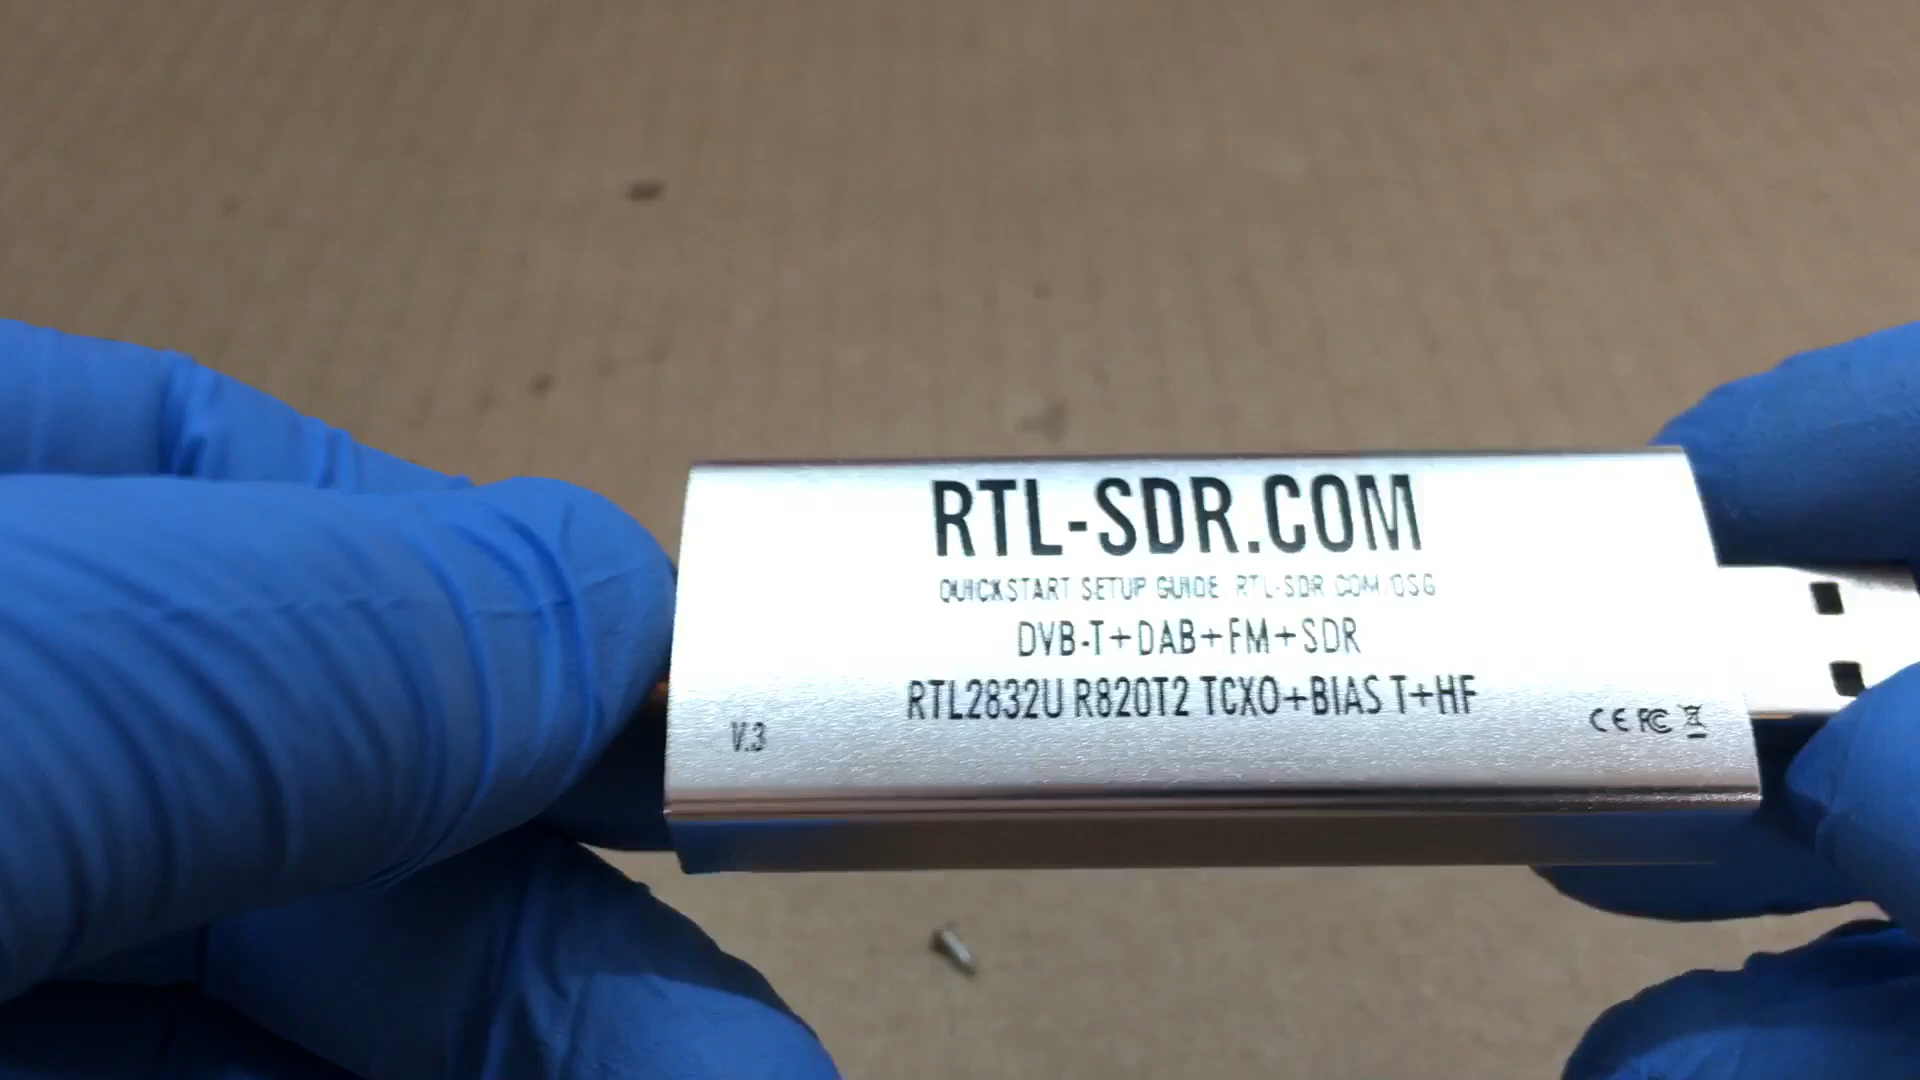 RTL-SDR.COM
QUICKSTART SETUP GUIDE: RTL-SDR.COM/QSG
DVB-T+DAB+FM+SDR
RTL2832U R820T2 TCXO+BIAS T+HF
V.3
CE FC